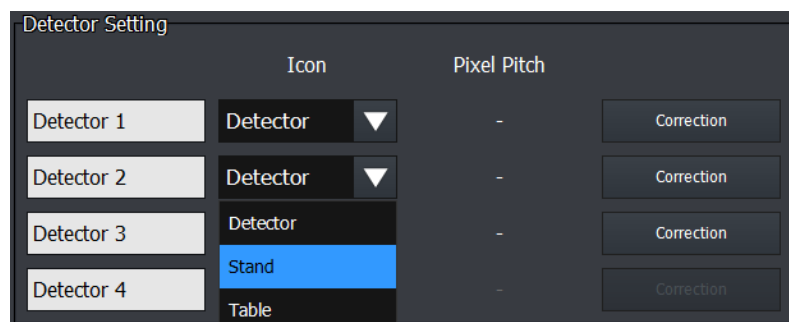 Detector Setting
Icon Pixel Pitch
Detector 1 Detector - Correction
Detector 2 Detector - Correction
Detector 3 Detector - Correction
Stand
Detector 4 - Correction
Table